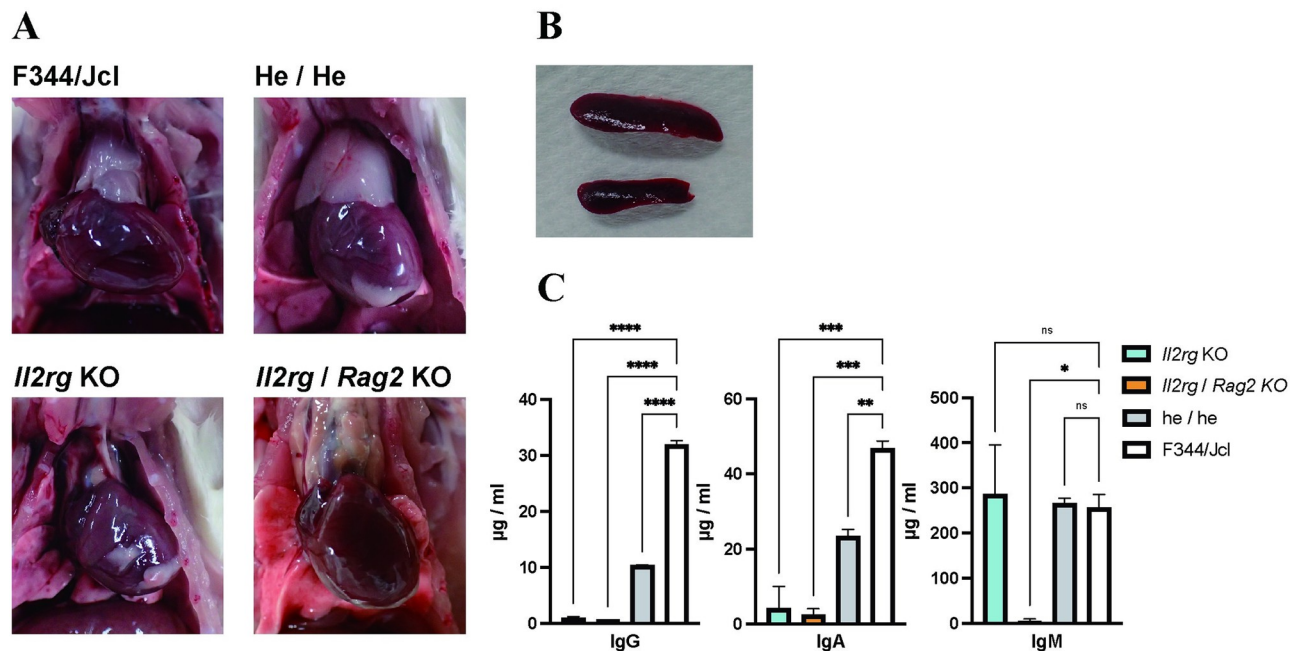 A
F344/Jcl
He / He
Il2rg KO
Il2rg / Rag2 KO
B
C
****
****
****
40
30
20
10
0
µg / ml
IgG
***
***
**
60
40
20
0
µg / ml
IgA
ns
*
ns
500
400
300
200
100
0
µg / ml
IgM
Il2rg KO
Il2rg / Rag2 KO
he / he
F344/Jcl